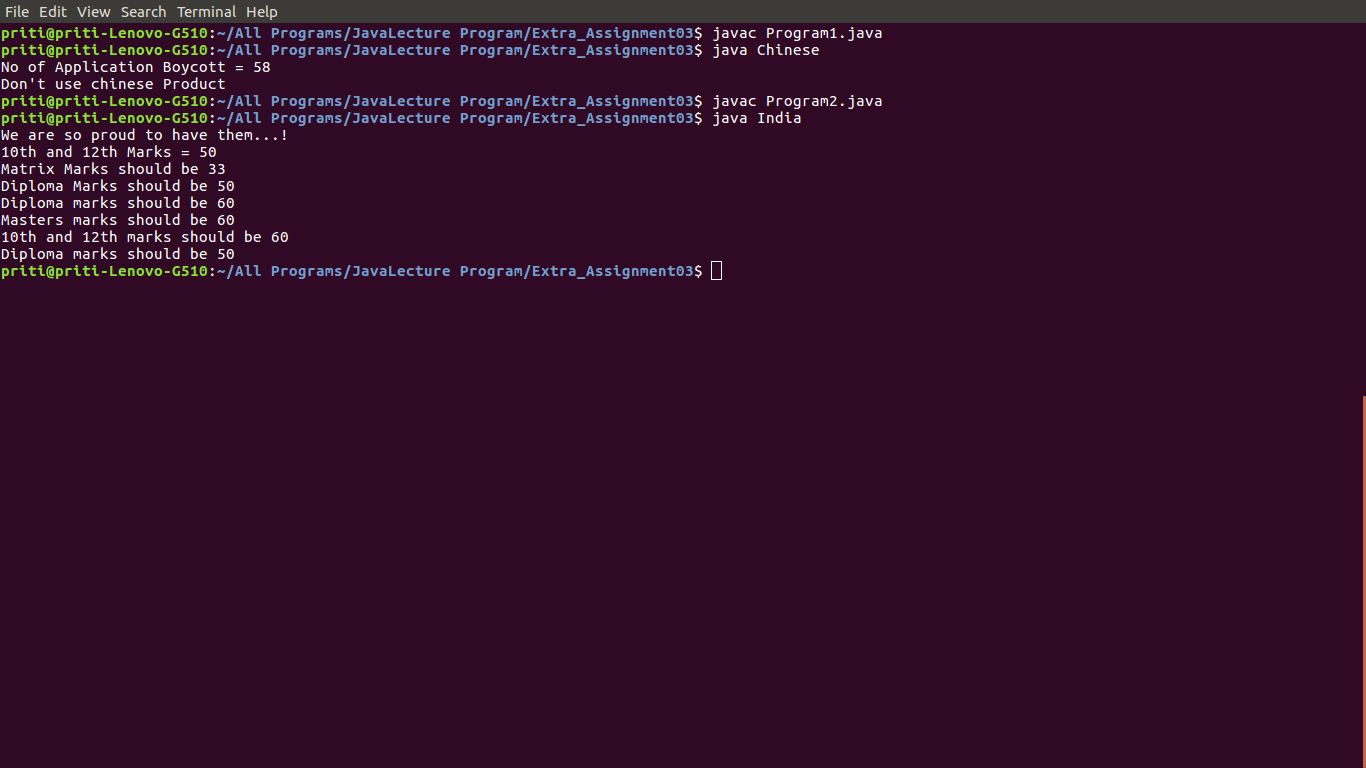 File Edit View Search Terminal Help
priti@priti-Lenovo-G510:~/All Programs/JavaLecture Program/Extra_Assignment03$ javac Program1.java
priti@priti-Lenovo-G510:~/All Programs/JavaLecture Program/Extra_Assignment03$ java Chinese
No of Application Boycott = 58
Don't use chinese Product
priti@priti-Lenovo-G510:~/All Programs/JavaLecture Program/Extra_Assignment03$ javac Program2.java
priti@priti-Lenovo-G510:~/All Programs/JavaLecture Program/Extra_Assignment03$ java India
We are so proud to have them...!
10th and 12th Marks = 50
Matrix Marks should be 33
Diploma Marks should be 50
Diploma marks should be 60
Masters marks should be 60
10th and 12th marks should be 60
Diploma marks should be 50
priti@priti-Lenovo-G510:~/All Programs/JavaLecture Program/Extra_Assignment03$